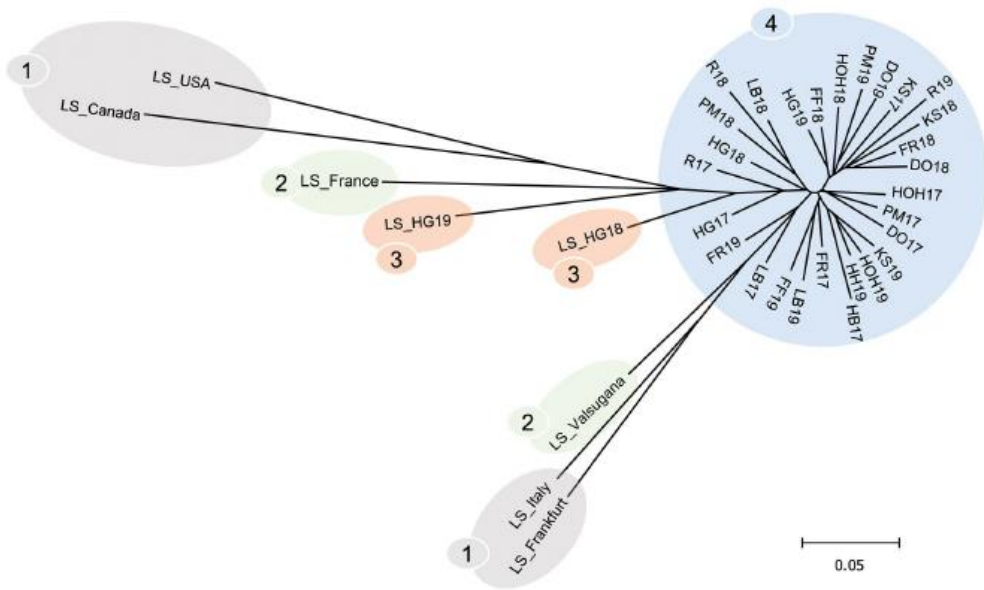 1
LS_USA
LS_Canada
2
LS_France
LS_HG19
3
LS_HG18
3
4
R18
LB18
PM18
HG19
FF18
HOH18
PM19
DO19
KS17
R19
KS18
FR18
DO18
HG18
R17
HOH17
PM17
DO17
HG17
FR19
LB17
FF19
LB19
FR17
KS19
HOH19
HH19
HB17
2
LS_Valsugana
LS_Italy
LS_Frankfurt
1
0.05